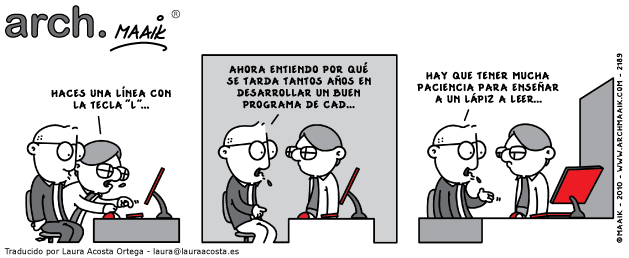 arch.
MAAIK ®
HACES UNA LÍNEA CON
LA TECLA "L"...
AHORA ENTIENDO POR QUÉ
SE TARDA TANTOS AÑOS EN
DESARROLLAR UN BUEN
PROGRAMA DE CAD...
HAY QUE TENER MUCHA
PACIENCIA PARA ENSEÑAR
A UN LÁPIZ A LEER...
©MAAIK - 2010 - WWW.ARCHMAAIK.COM - 2189
Traducido por Laura Acosta Ortega - laura@lauraacosta.es